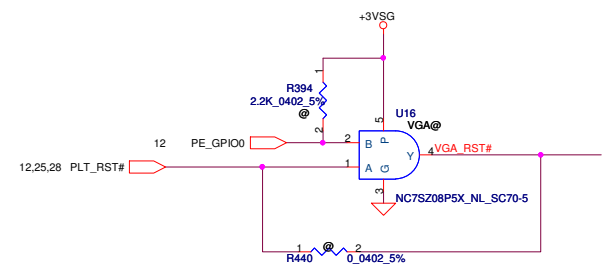 +3VSG
1
R394
2.2K_0402_5%
@
2
5
U16
VGA@
12
PE_GPIO0
2
B
P
Y
4
VGA_RST#
12,25,28
PLT_RST#
1
A
G
3
NC7SZ08P5X_NL_SC70-5
1
@
2
R440
0_0402_5%